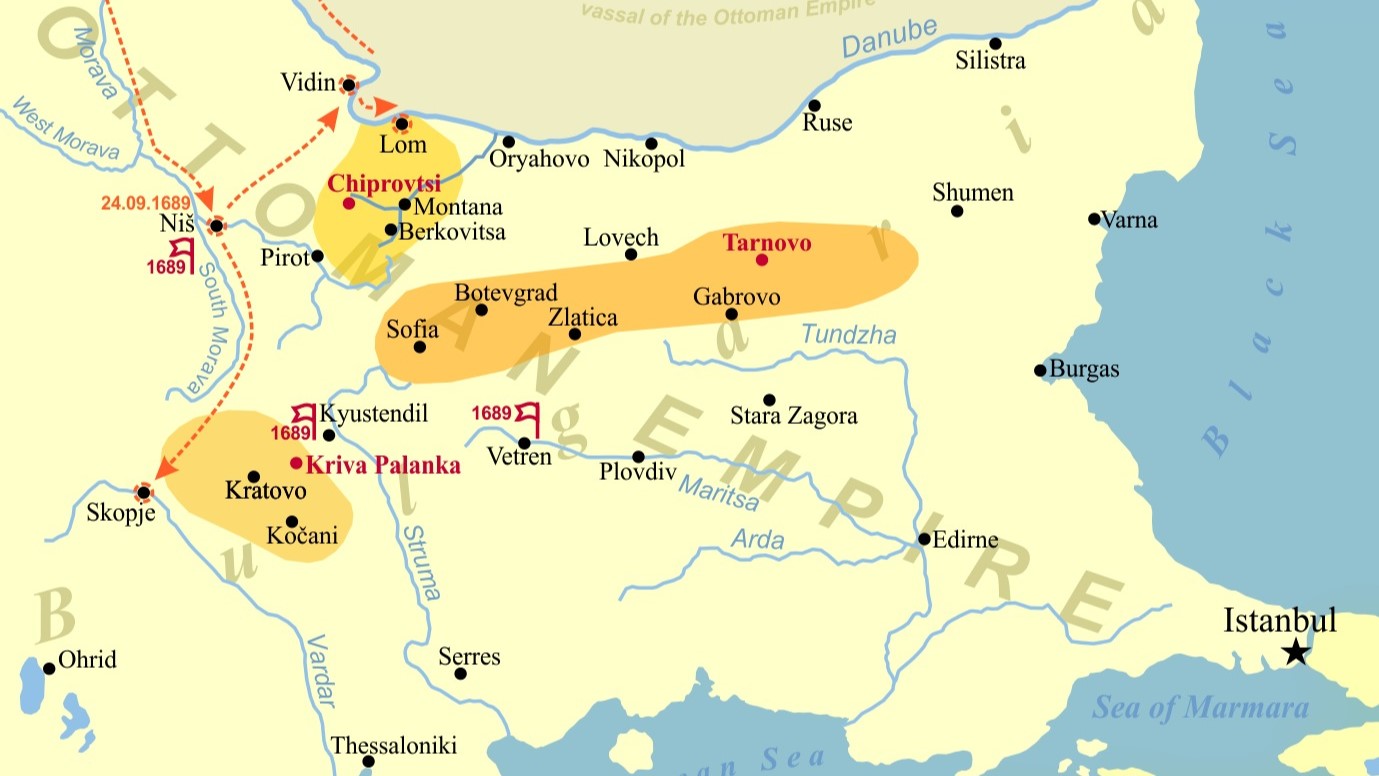 vassal of the Ottoman Empire
OTTOMAN EMPIRE
Bulgaria
Black Sea
Danube
Silistra
Morava
Vidin
West Morava
Lom
Ruse
Oryahovo
Nikopol
Chiprovtsi
24.09.1689
Montana
Shumen
Niš
Berkovitsa
Varna
1689
Pirot
Lovech
Tarnovo
South Morava
Botevgrad
Gabrovo
Zlatica
Sofia
Tundzha
Burgas
Kyustendil
1689
1689
Stara Zagora
Vetren
Plovdiv
Kriva Palanka
Kratovo
Maritsa
Skopje
Kočani
Struma
Arda
Edirne
Istanbul
Ohrid
Serres
Vardar
Sea of Marmara
Thessaloniki
an Sea